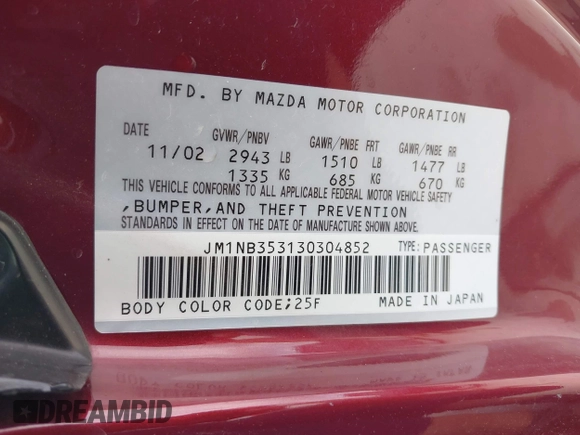 MFD. BY MAZDA MOTOR CORPORATION
DATE GVWR/PNBV GAWR/PNBE FRT GAWR/PNBE RR
11/02 2943 LB 1510 LB 1477 LB
1335 KG 685 KG 670 KG
THIS VEHICLE CONFORMS TO ALL APPLICABLE FEDERAL MOTOR VEHICLE SAFETY
,BUMPER,AND THEFT PREVENTION
STANDARDS IN EFFECT ON THE DATE OF MANUFACTURE SHOWN ABOVE.
JM1NB353130304852 TYPE:PASSENGER
BODY COLOR CODE;25F MADE IN JAPAN
DREAMBID